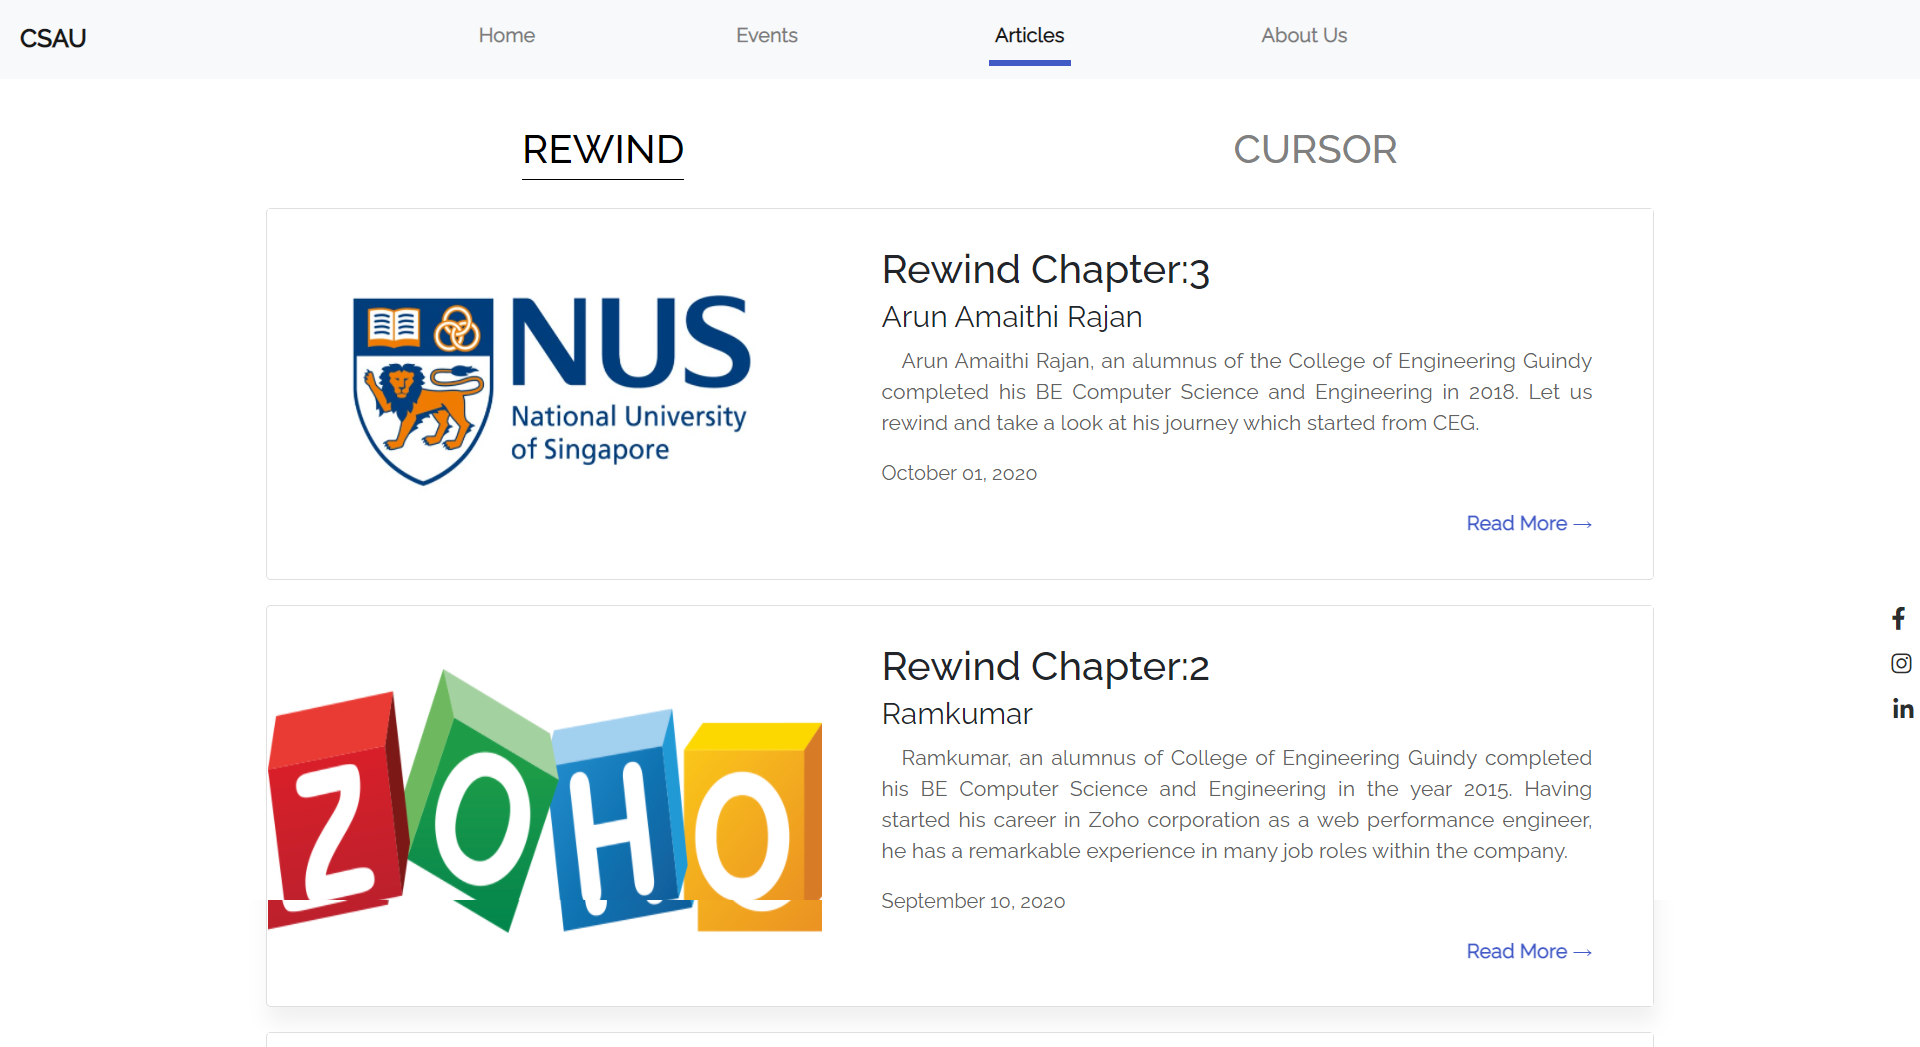 CSAU
Home
Events
Articles
About Us
REWIND
CURSOR
NUS
National University
of Singapore
Rewind Chapter:3
Arun Amaithi Rajan
Arun Amaithi Rajan, an alumnus of the College of Engineering Guindy
completed his BE Computer Science and Engineering in 2018. Let us
rewind and take a look at his journey which started from CEG.
October 01, 2020
Read More →
ZOHO
Rewind Chapter:2
Ramkumar
Ramkumar, an alumnus of College of Engineering Guindy completed
his BE Computer Science and Engineering in the year 2015. Having
started his career in Zoho corporation as a web performance engineer,
he has a remarkable experience in many job roles within the company.
September 10, 2020
Read More →